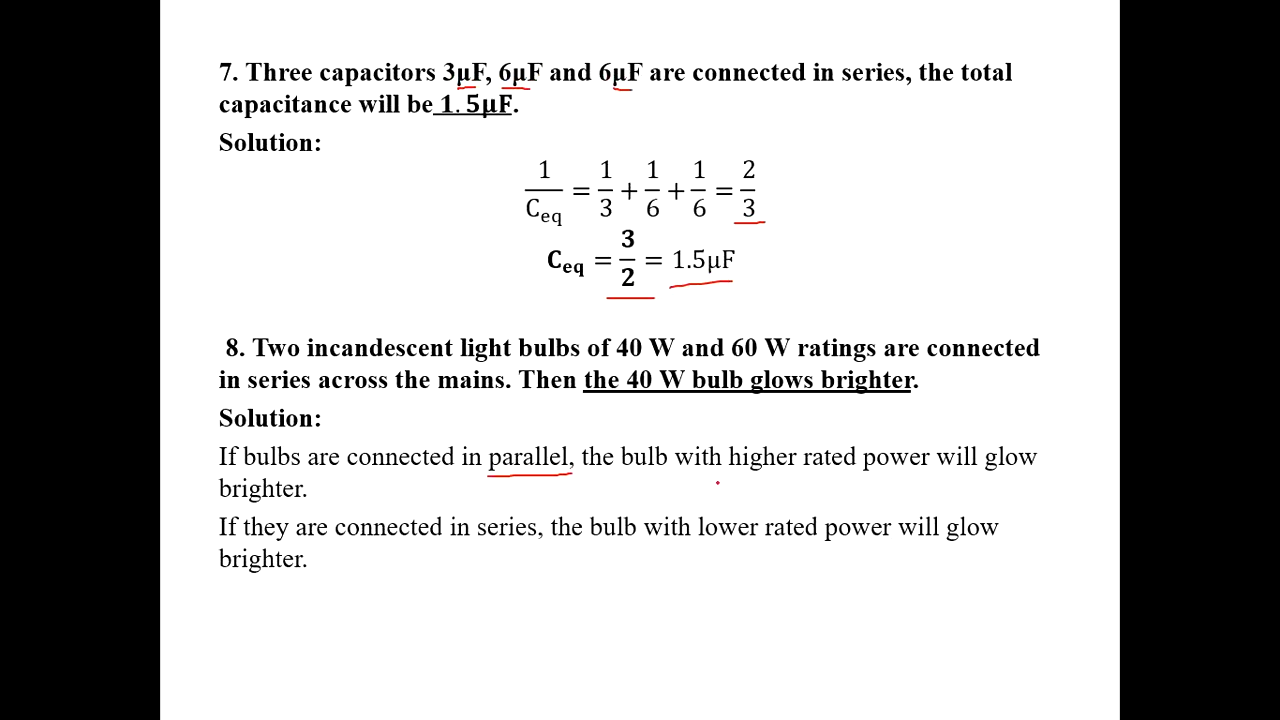 7. Three capacitors 3μF, 6μF and 6μF are connected in series, the total
capacitance will be 1.5μF.
Solution:
1/C_eq = 1/3 + 1/6 + 1/6 = 2/3
C_eq = 3/2 = 1.5μF
8. Two incandescent light bulbs of 40 W and 60 W ratings are connected
in series across the mains. Then the 40 W bulb glows brighter.
Solution:
If bulbs are connected in parallel, the bulb with higher rated power will glow
brighter.
If they are connected in series, the bulb with lower rated power will glow
brighter.